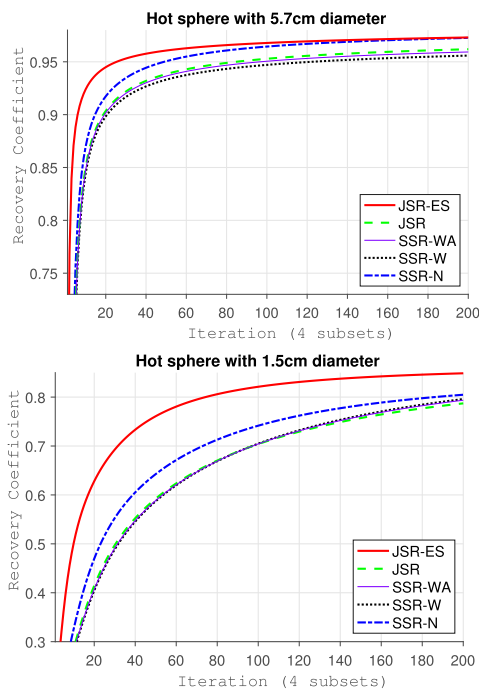 Hot sphere with 5.7cm diameter
Recovery Coefficient
0.95
0.9
0.85
0.8
0.75
JSR-ES
JSR
SSR-WA
SSR-W
SSR-N
20 40 60 80 100 120 140 160 180 200
Iteration (4 subsets)
Hot sphere with 1.5cm diameter
Recovery Coefficient
0.8
0.7
0.6
0.5
0.4
0.3
JSR-ES
JSR
SSR-WA
SSR-W
SSR-N
20 40 60 80 100 120 140 160 180 200
Iteration (4 subsets)